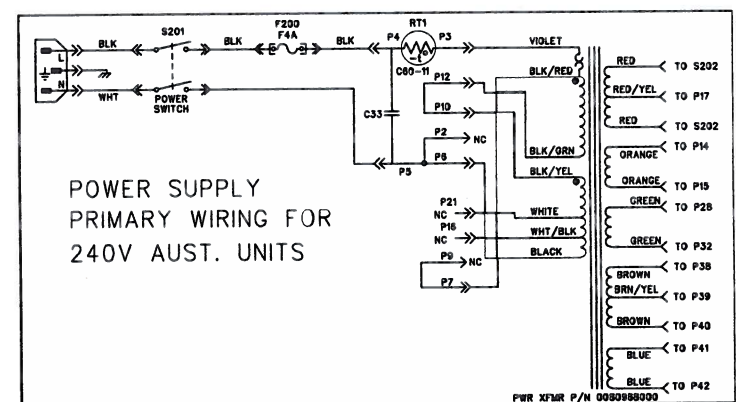 S201
F200
F4A
RT1
BLK
BLK
BLK
P4
P3
VIOLET
L
-t°
C60-11
N
WHT
POWER
SWITCH
C33
P12
P10
P2
NC
P6
P5
BLK/RED
BLK/GRN
BLK/YEL
P21
NC
WHITE
P16
NC
WHT/BLK
BLACK
P9
NC
P7
POWER SUPPLY
PRIMARY WIRING FOR
240V AUST. UNITS
RED TO S202
RED/YEL TO P17
RED TO S202
TO P14
ORANGE
ORANGE TO P15
GREEN TO P28
GREEN TO P32
TO P38
BROWN
BRN/YEL TO P39
BROWN TO P40
TO P41
BLUE
BLUE TO P42
PWR XFMR P/N 0080988000